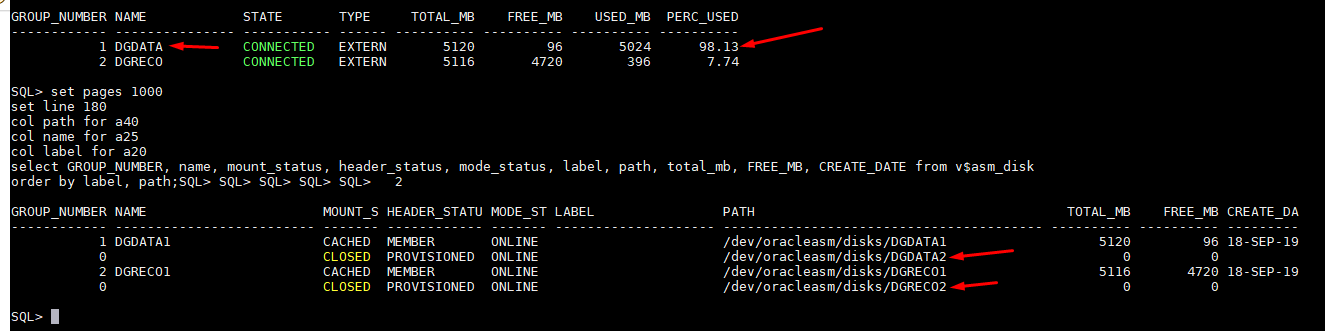 GROUP_NUMBER NAME                 STATE      TYPE     TOTAL_MB    FREE_MB    USED_MB  PERC_USED
------------ -------------------- ---------- ------ ---------- ---------- ---------- ----------
           1 DGDATA               CONNECTED  EXTERN       5120         96       5024      98.13
           2 DGRECO               CONNECTED  EXTERN       5116       4720        396       7.74
SQL> set pages 1000
set line 180
col path for a40
col name for a25
col label for a20
select GROUP_NUMBER, name, mount_status, header_status, mode_status, label, path, total_mb, FREE_MB, CREATE_DATE from v$asm_disk
order by label, path;SQL> SQL> SQL> SQL> SQL>   2
GROUP_NUMBER NAME                      MOUNT_S HEADER_STATU MODE_ST LABEL                PATH                                       TOTAL_MB    FREE_MB CREATE_DA
------------ ------------------------- ------- ------------ ------- -------------------- ---------------------------------------- ---------- ---------- ---------
           1 DGDATA1                   CACHED  MEMBER       ONLINE                       /dev/oracleasm/disks/DGDATA1                   5120         96 18-SEP-19
           0                           CLOSED  PROVISIONED  ONLINE                       /dev/oracleasm/disks/DGDATA2                      0          0
           2 DGRECO1                   CACHED  MEMBER       ONLINE                       /dev/oracleasm/disks/DGRECO1                   5116       4720 18-SEP-19
           0                           CLOSED  PROVISIONED  ONLINE                       /dev/oracleasm/disks/DGRECO2                      0          0
SQL>